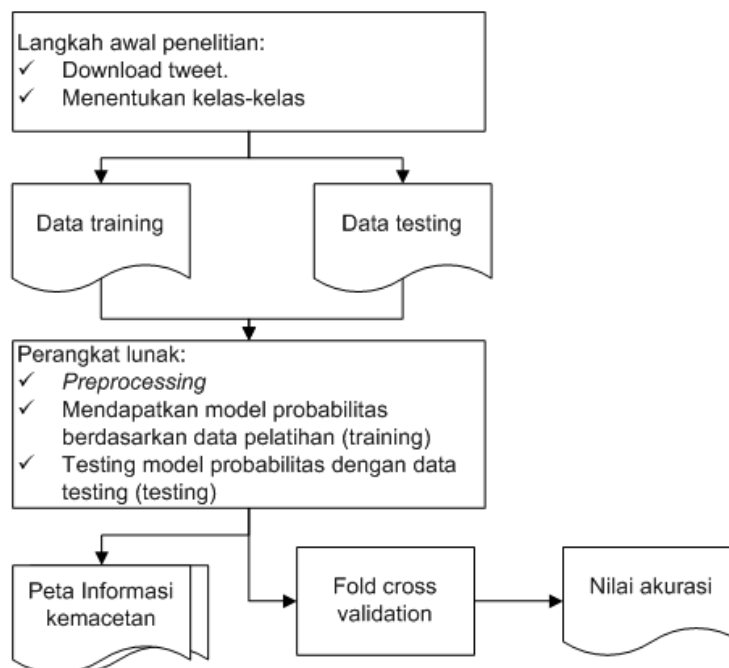 Langkah awal penelitian:
✓ Download tweet.
✓ Menentukan kelas-kelas
Data training
Data testing
Perangkat lunak:
✓ Preprocessing
✓ Mendapatkan model probabilitas
berdasarkan data pelatihan (training)
✓ Testing model probabilitas dengan data
testing (testing)
Peta Informasi
kemacetan
Fold cross
validation
Nilai akurasi